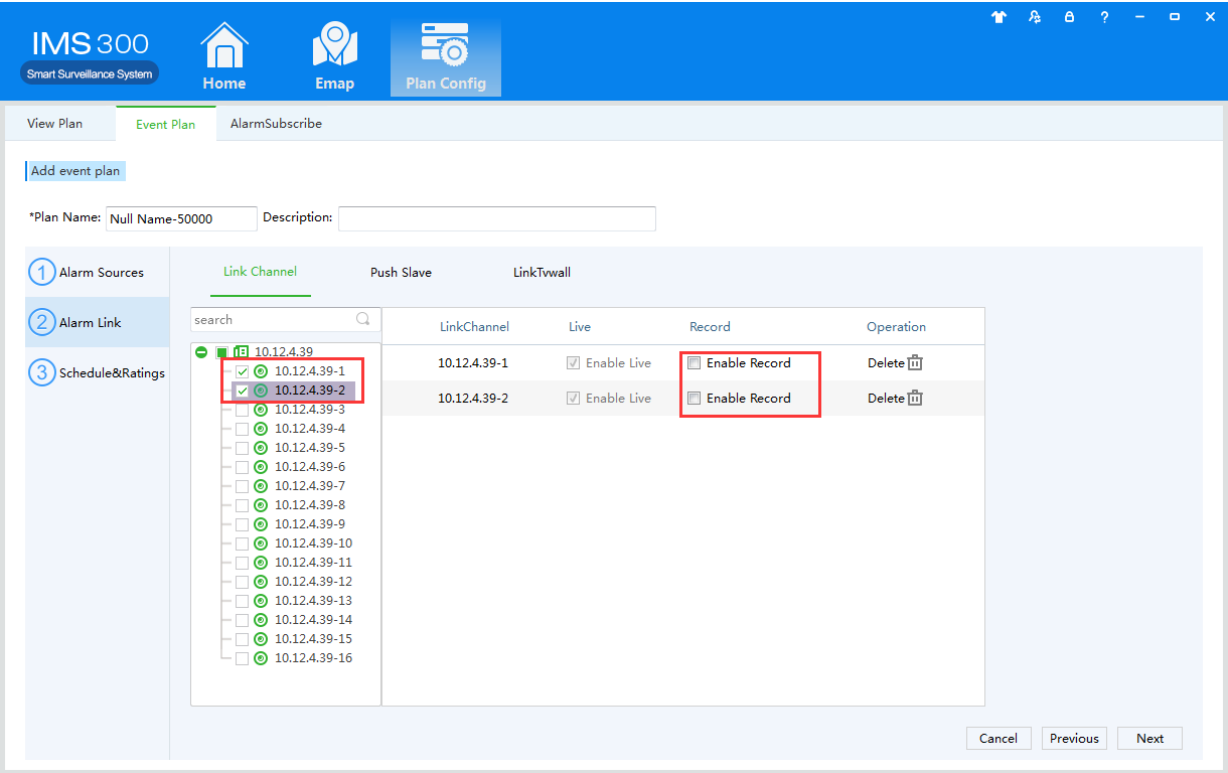 IMS 300
Smart Surveillance System
Home
Emap
Plan Config
?
View Plan
Event Plan
AlarmSubscribe
Add event plan
*Plan Name: Null Name-50000 Description:
1 Alarm Sources
2 Alarm Link
3 Schedule&Ratings
Link Channel
Push Slave
LinkTvwall
search
10.12.4.39
10.12.4.39-1
10.12.4.39-2
10.12.4.39-3
10.12.4.39-4
10.12.4.39-5
10.12.4.39-6
10.12.4.39-7
10.12.4.39-8
10.12.4.39-9
10.12.4.39-10
10.12.4.39-11
10.12.4.39-12
10.12.4.39-13
10.12.4.39-14
10.12.4.39-15
10.12.4.39-16
LinkChannel Live Record Operation
10.12.4.39-1 Enable Live Enable Record Delete
10.12.4.39-2 Enable Live Enable Record Delete
Cancel Previous Next